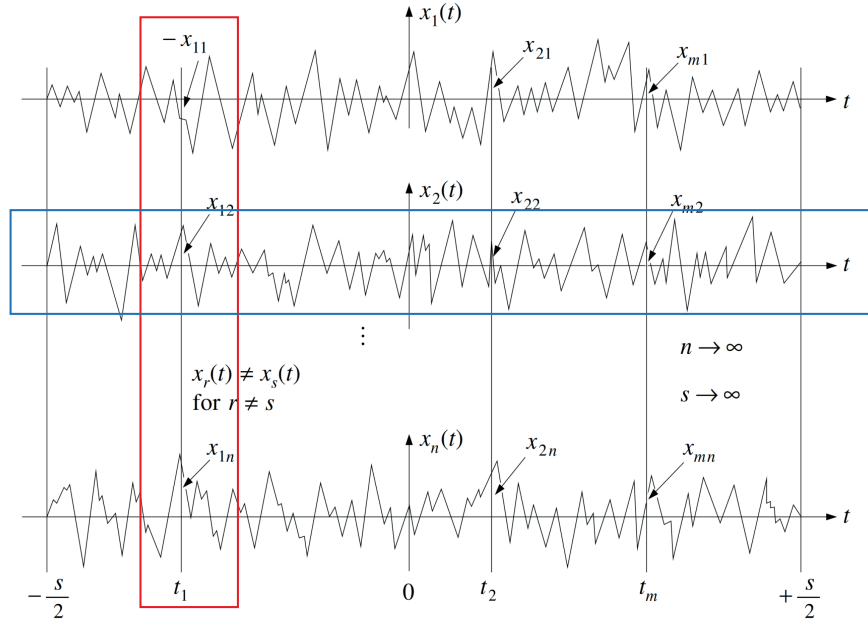 x₁(t)
− x₁₁
x₂₁
xₘ₁
t
x₂(t)
x₁₂
x₂₂
xₘ₂
t
⋮
n → ∞
xᵣ(t) ≠ xₛ(t)
for r ≠ s
s → ∞
xₙ(t)
x₁ₙ
x₂ₙ
xₘₙ
t
− s/2
t₁
0
t₂
tₘ
+ s/2